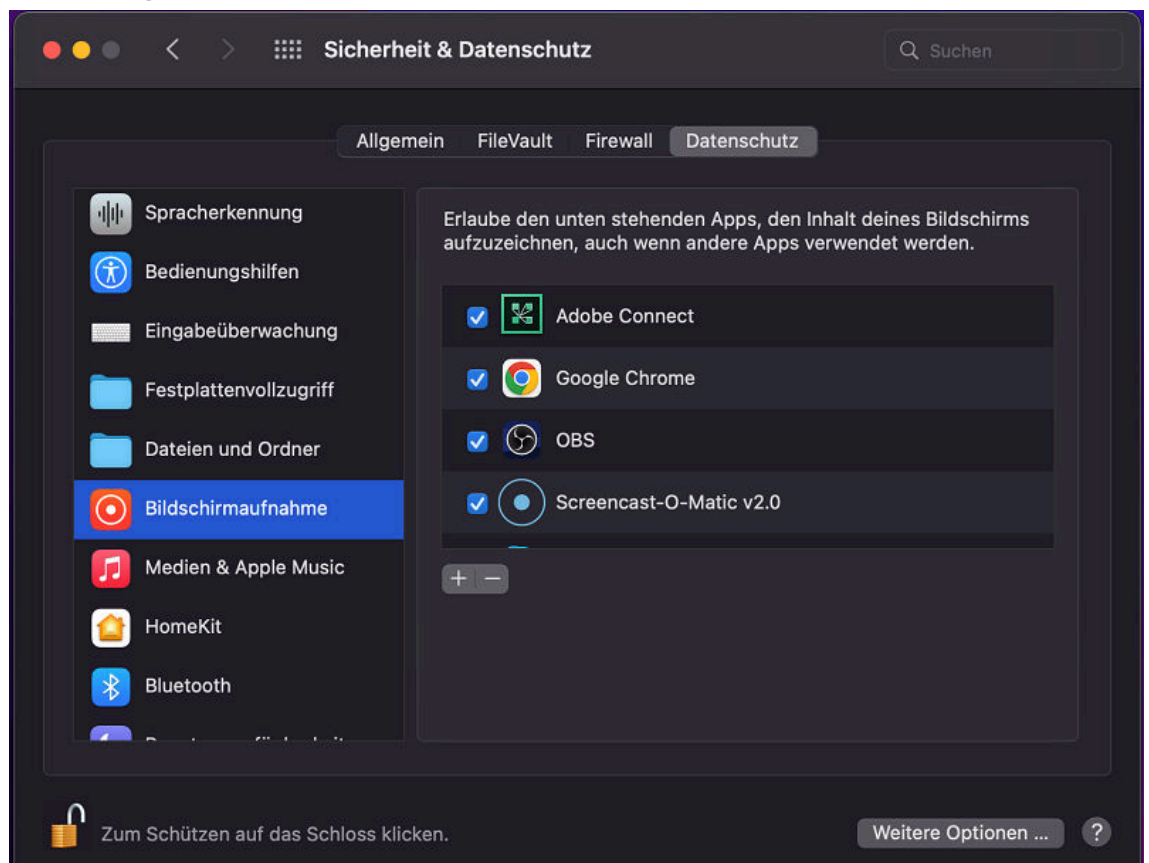 Sicherheit & Datenschutz
Suchen
Allgemein FileVault Firewall Datenschutz
Spracherkennung
Bedienungshilfen
Eingabeüberwachung
Festplattenvollzugriff
Dateien und Ordner
Bildschirmaufnahme
Medien & Apple Music
HomeKit
Bluetooth
Erlaube den unten stehenden Apps, den Inhalt deines Bildschirms
aufzuzeichnen, auch wenn andere Apps verwendet werden.
Adobe Connect
Google Chrome
OBS
Screencast-O-Matic v2.0
+ −
Zum Schützen auf das Schloss klicken.
Weitere Optionen ... ?